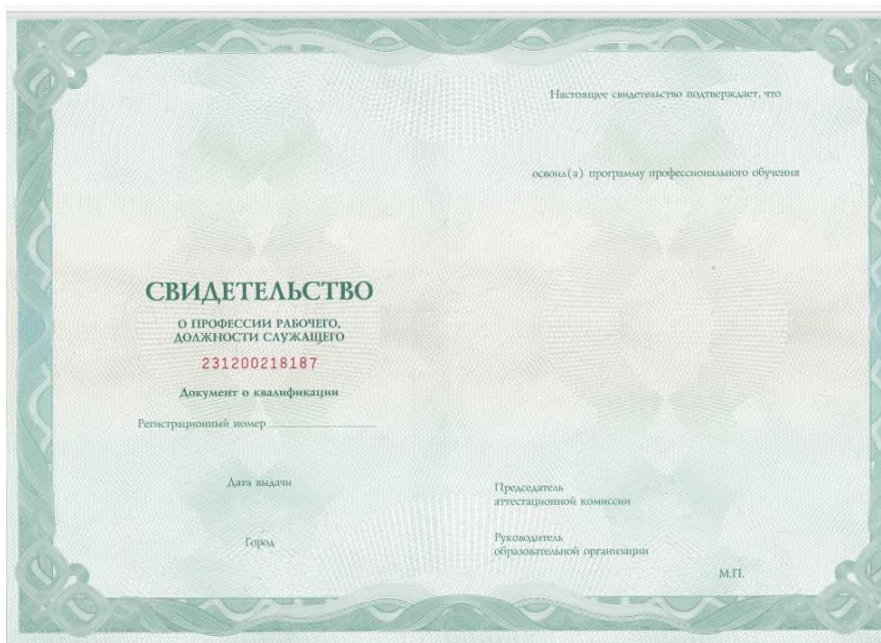 СВИДЕТЕЛЬСТВО
О ПРОФЕССИИ РАБОЧЕГО,
ДОЛЖНОСТИ СЛУЖАЩЕГО
231200218187
Документ о квалификации
Регистрационный номер
Дата выдачи
Город
Настоящее свидетельство подтверждает, что
освоил(а) программу профессионального обучения
Председатель
аттестационной комиссии
Руководитель
образовательной организации
М.П.